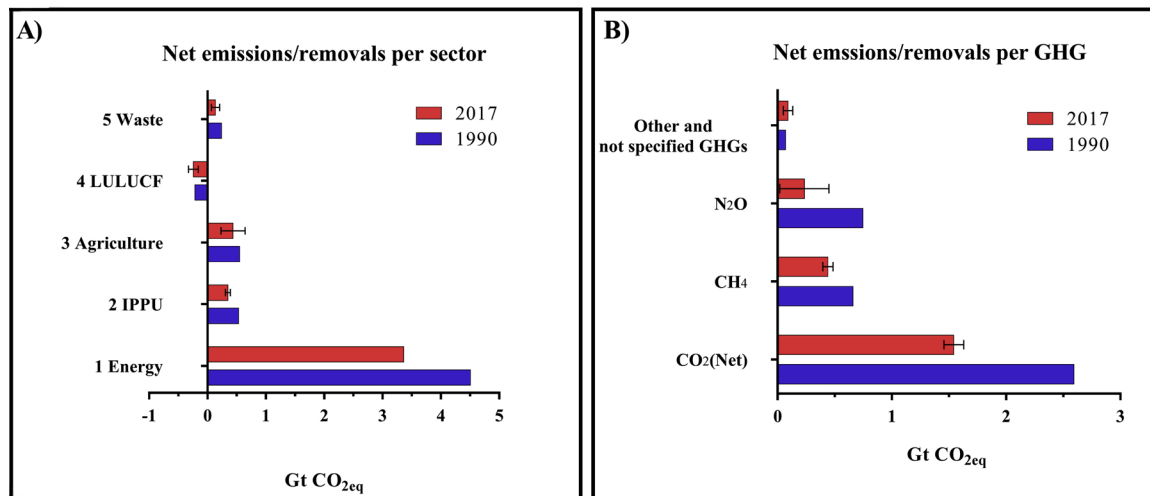 A)
Net emissions/removals per sector
2017
1990
5 Waste
4 LULUCF
3 Agriculture
2 IPPU
1 Energy
-1 0 1 2 3 4 5
Gt CO2eq
B)
Net emssions/removals per GHG
2017
1990
Other and
not specified GHGs
N2O
CH4
CO2(Net)
0 1 2 3
Gt CO2eq